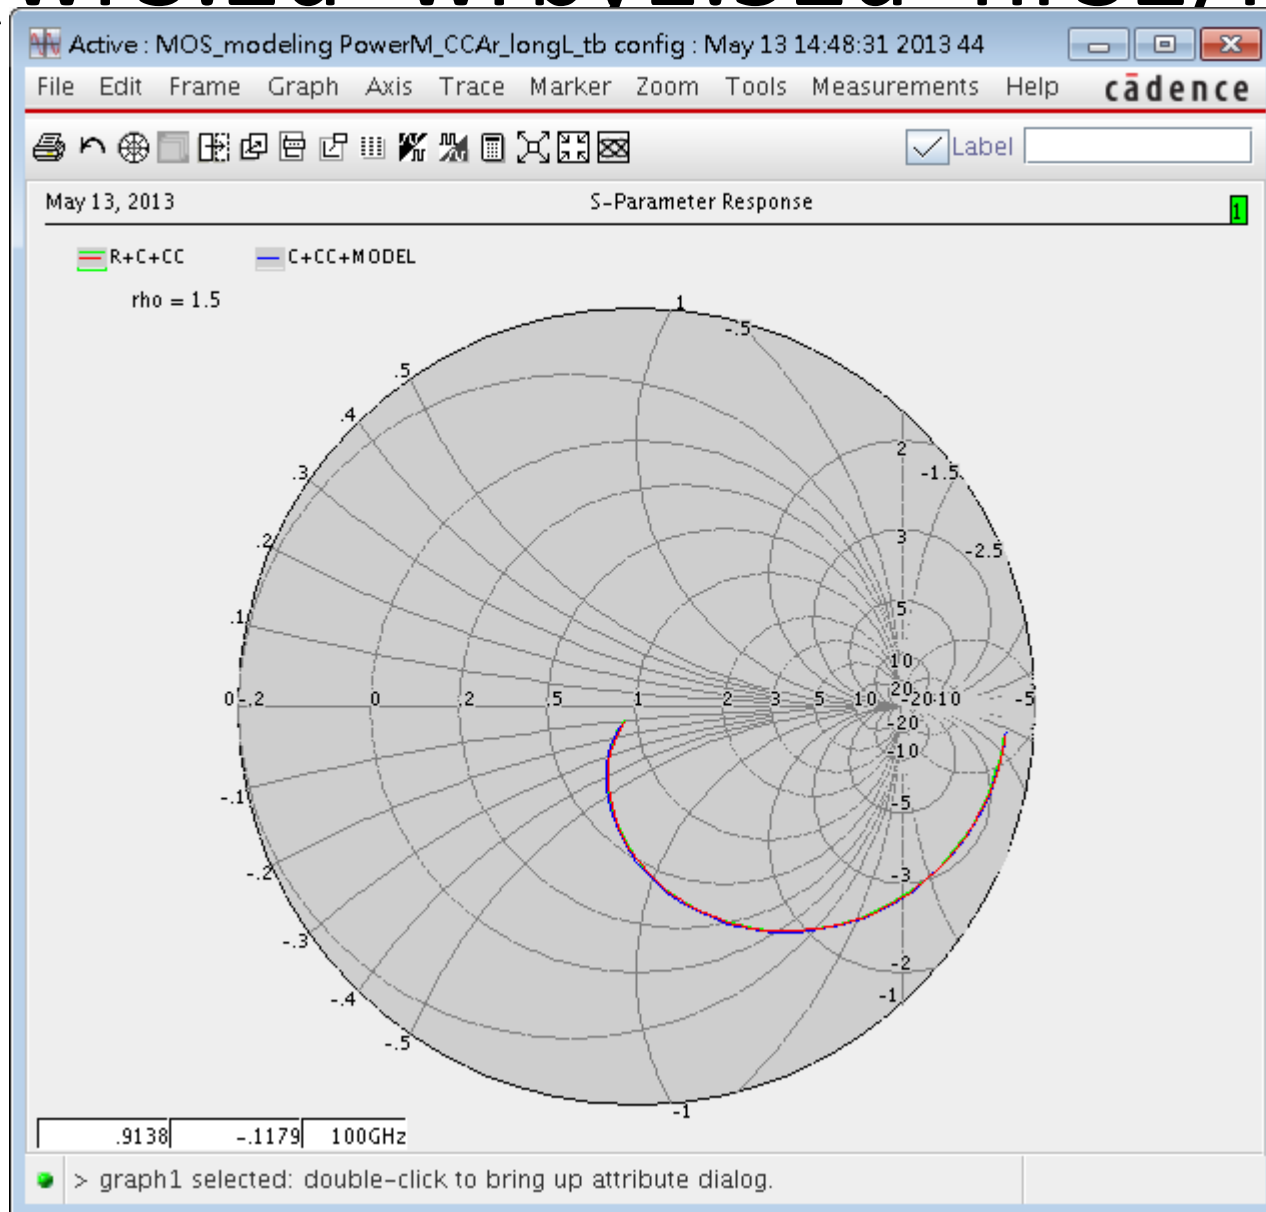 Active : MOS_modeling PowerM_CCAr_longL_tb config : May 13 14:48:31 2013 44
File Edit Frame Graph Axis Trace Marker Zoom Tools Measurements Help cādence
Label
May 13, 2013 S-Parameter Response 1
R+C+CC C+CC+MODEL
rho = 1.5
1
-.5
.5
.4
2
-1.5
.3
.2
3
-2.5
.1
5
10
20
0 -.2 0 .2 .5 1 2 3 5 10 -20 10 -5
-20
-10
-.1
-5
-.2
-3
-.3
-2
-.4
-1
-.5
-1
.9138 -.1179 100GHz
> graph1 selected: double-click to bring up attribute dialog.